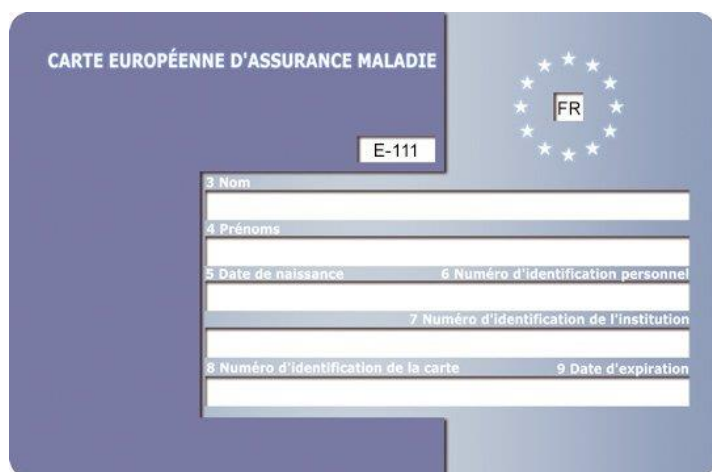 CARTE EUROPÉENNE D'ASSURANCE MALADIE
FR
E-111
3 Nom
4 Prénoms
5 Date de naissance 6 Numéro d'identification personnel
7 Numéro d'identification de l'institution
8 Numéro d'identification de la carte 9 Date d'expiration